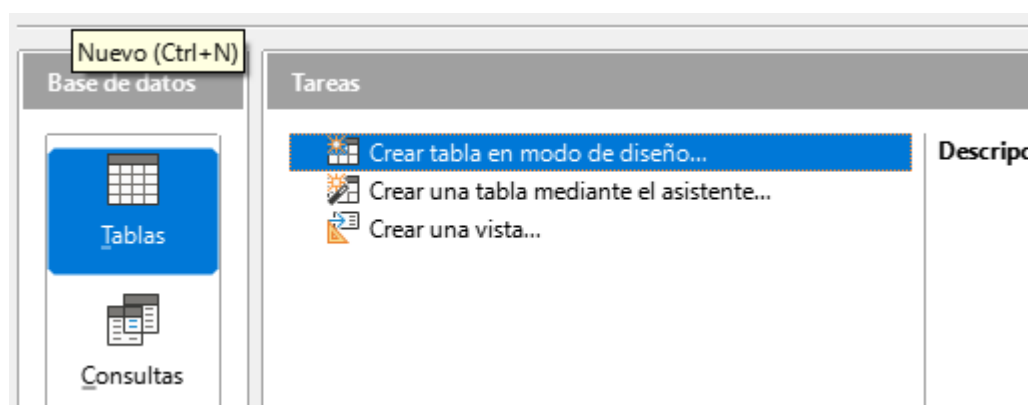 Nuevo (Ctrl+N)
Base de datos
Tareas
Tablas
Consultas
Crear tabla en modo de diseño...
Crear una tabla mediante el asistente...
Crear una vista...
Descripc